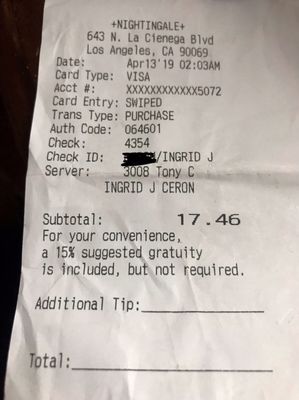 +NIGHTINGALE+
643 N. La Cienega Blvd
Los Angeles, CA 90069
Date: Apr13'19 02:03AM
Card Type: VISA
Acct #: XXXXXXXXXXXX5072
Card Entry: SWIPED
Trans Type: PURCHASE
Auth Code: 064601
Check: 4354
Check ID: /INGRID J
Server: 3008 Tony C
INGRID J CERON
Subtotal: 17.46
For your convenience,
a 15% suggested gratuity
is included, but not required.
Additional Tip:
Total: